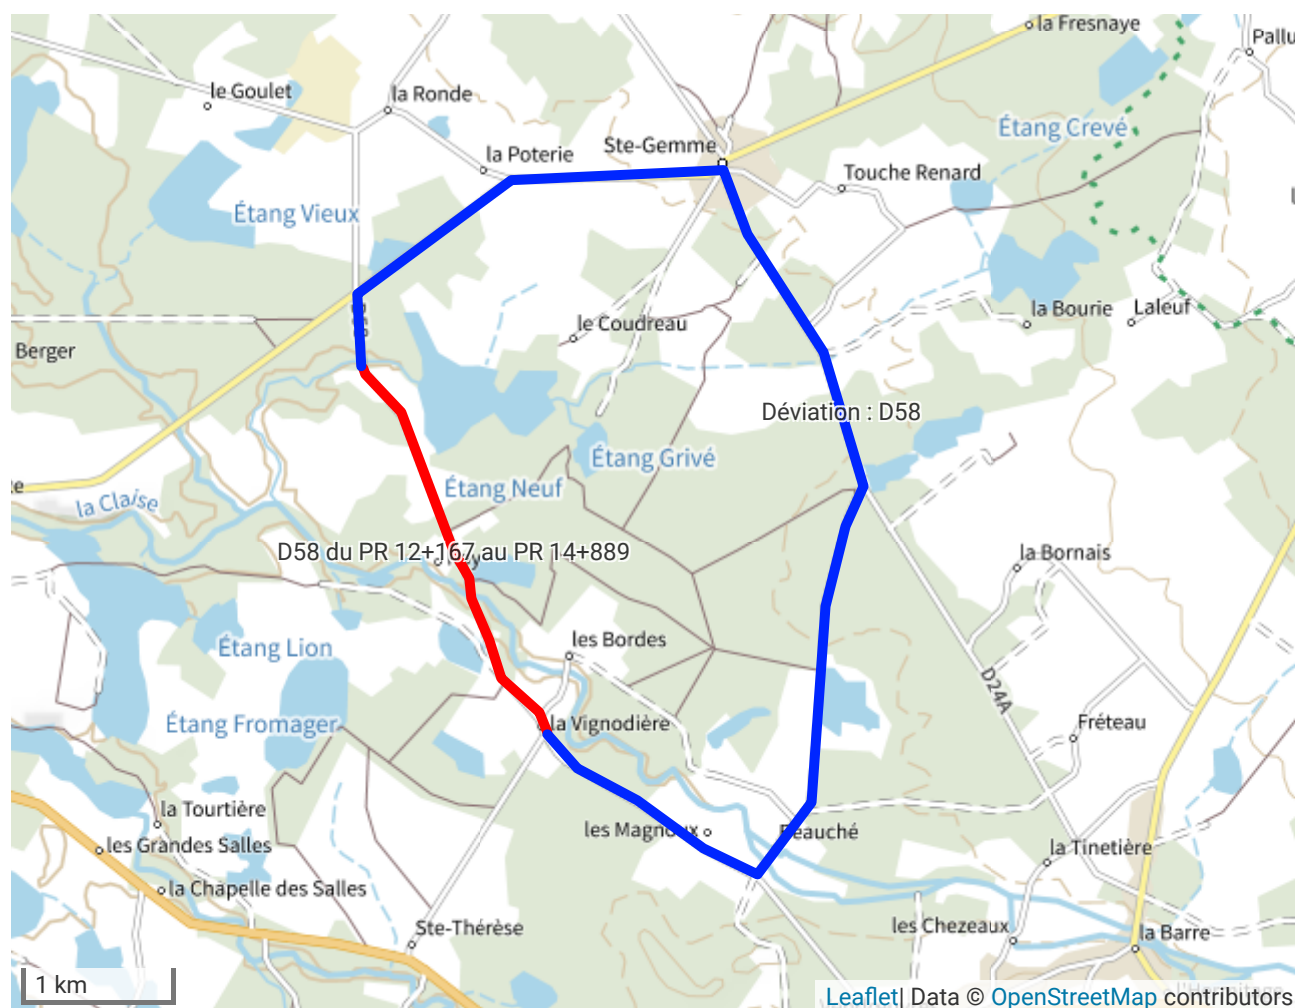 la Fresnaye
Pallu
le Goulet
la Ronde
Étang Crevé
Ste-Gemme
la Poterie
Touche Renard
Étang Vieux
la Bourie
Laleuf
le Coudreau
Berger
Déviation : D58
Étang Grivé
Étang Neuf
la Claise
D58 du PR 12+167 au PR 14+889
la Bornais
les Bordes
Étang Lion
D24A
Étang Fromager
la Vignodière
Fréteau
la Tourtière
les Magnoux
Beauché
les Grandes Salles
la Tinetière
la Chapelle des Salles
Ste-Thérèse
les Chezeaux
la Barre
1 km
l'Hermitage
Leaflet| Data © OpenStreetMap contributors